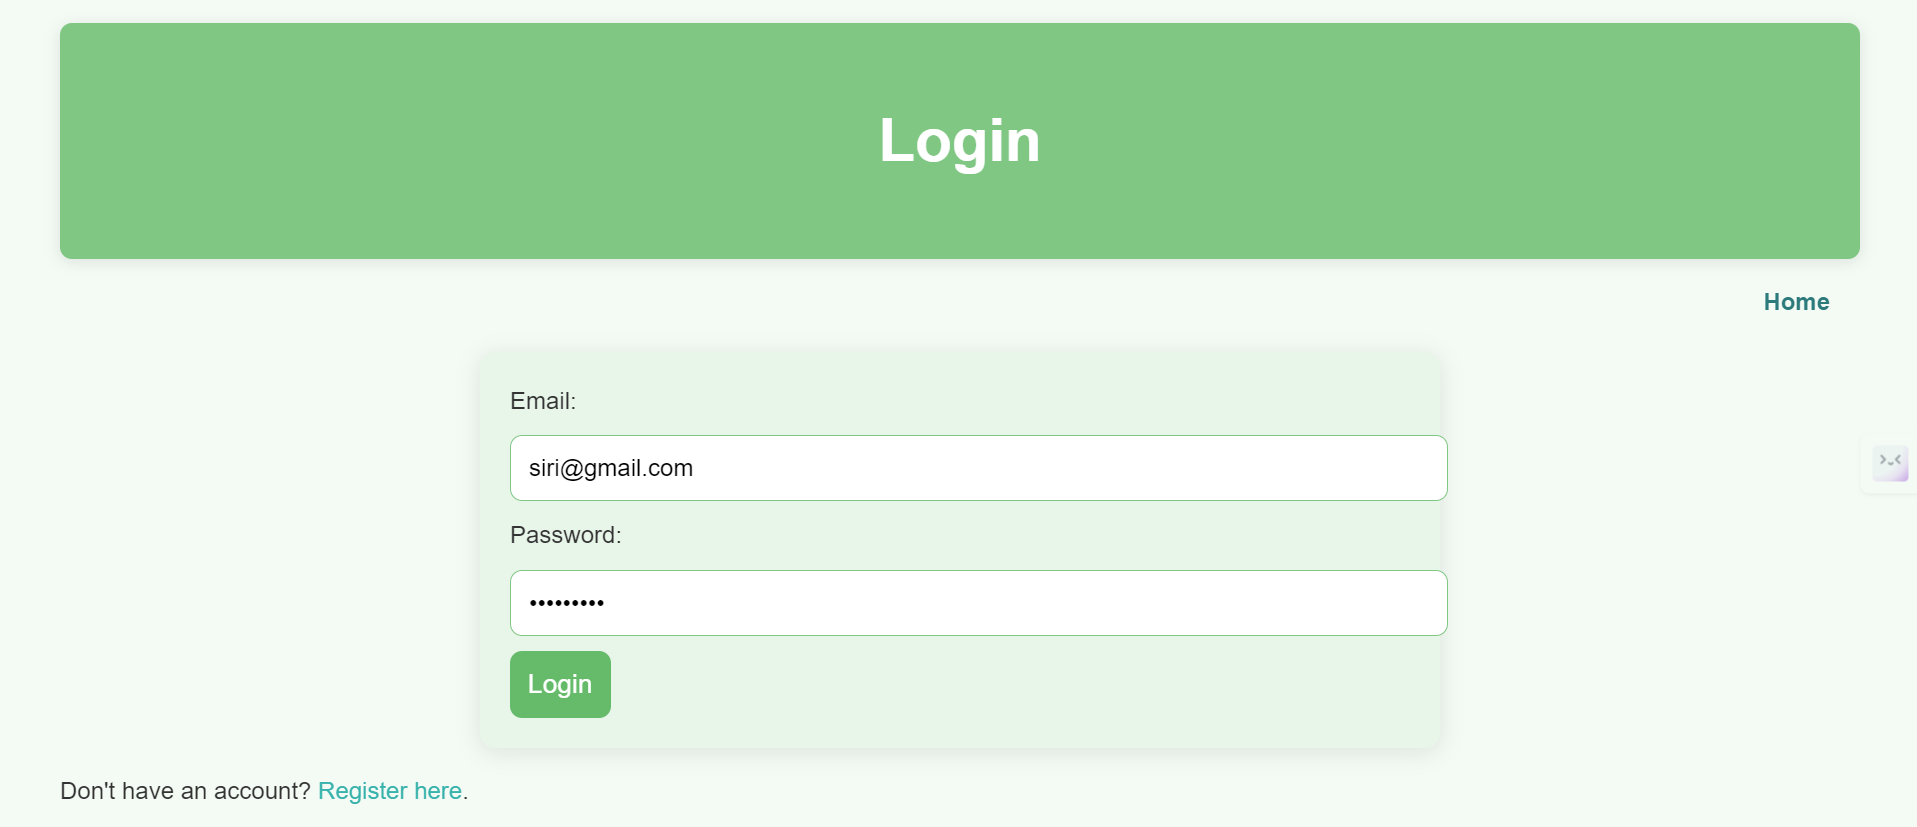 Login
Home
Email:
siri@gmail.com
Password:
•••••••••
Login
Don't have an account? Register here.